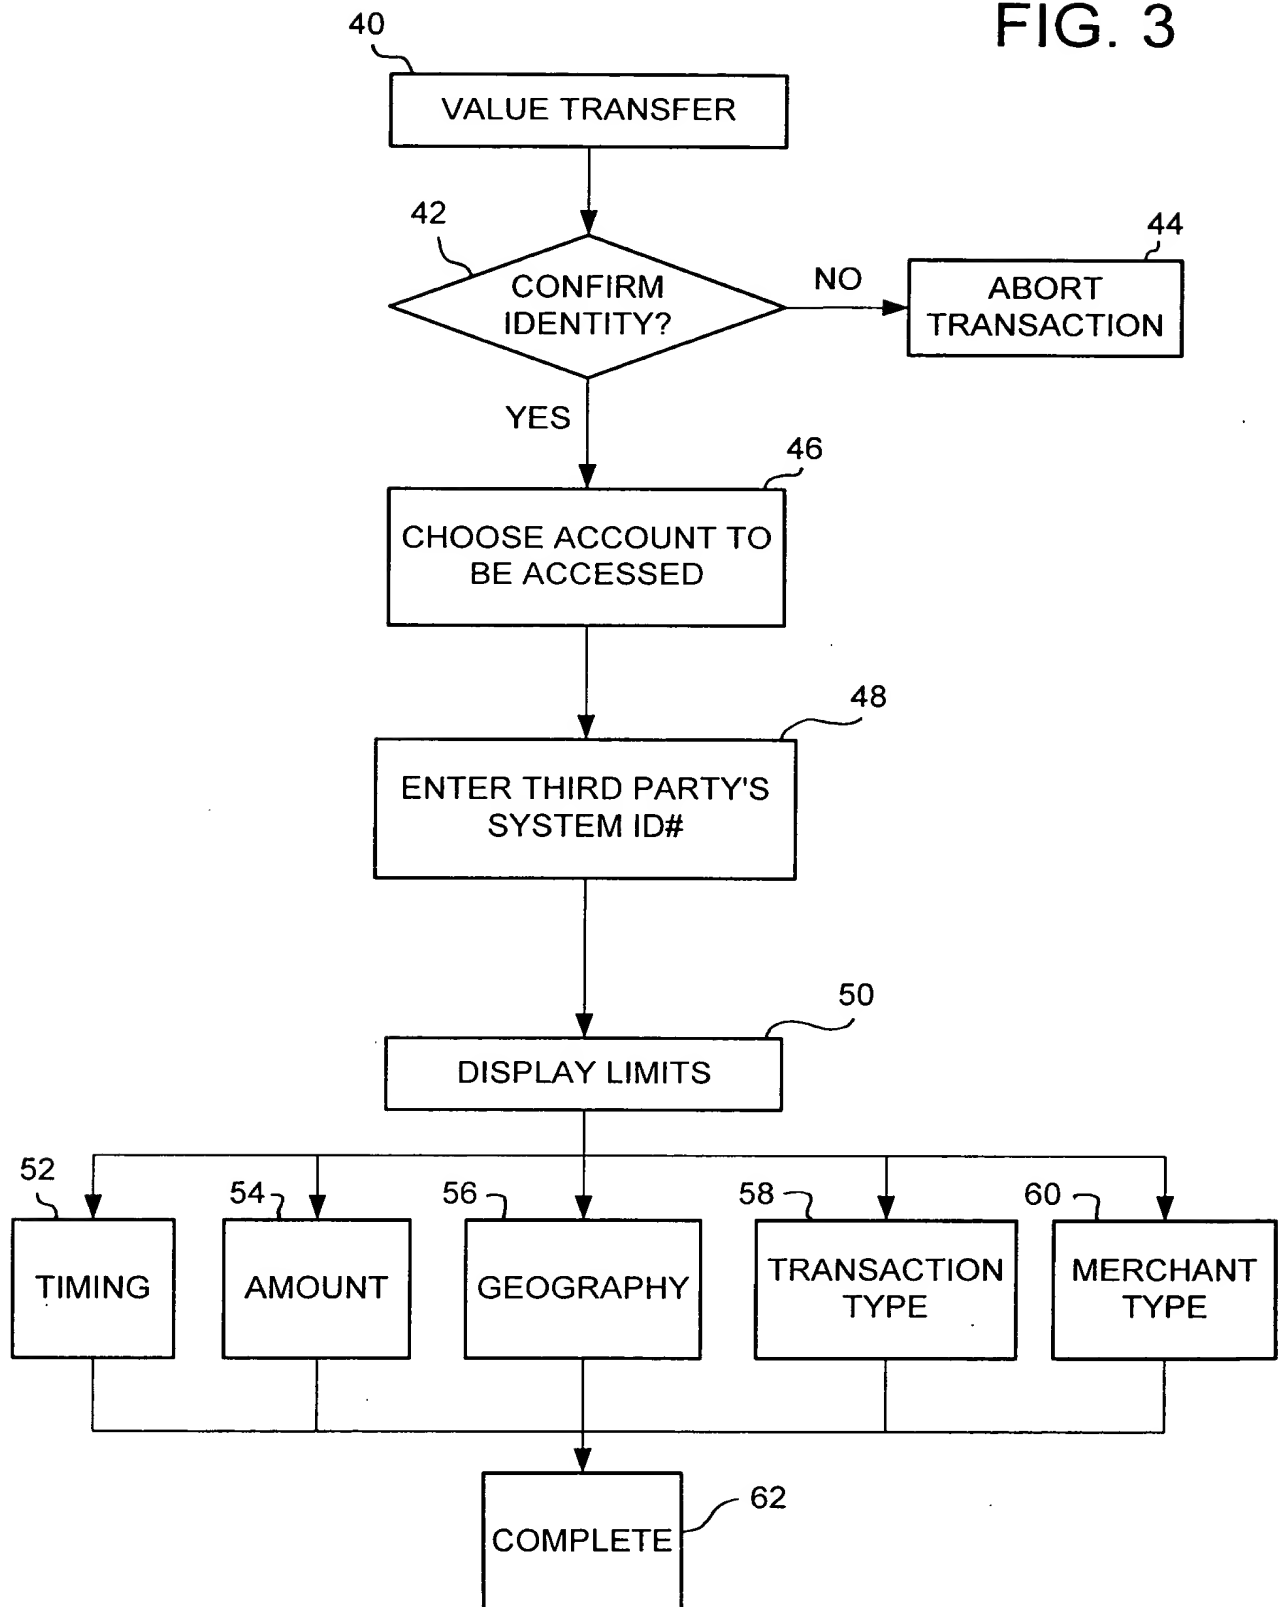 FIG. 3
40
VALUE TRANSFER
42
CONFIRM
IDENTITY?
NO
44
ABORT
TRANSACTION
YES
46
CHOOSE ACCOUNT TO
BE ACCESSED
48
ENTER THIRD PARTY'S
SYSTEM ID#
50
DISPLAY LIMITS
52
TIMING
54
AMOUNT
56
GEOGRAPHY
58
TRANSACTION
TYPE
60
MERCHANT
TYPE
62
COMPLETE